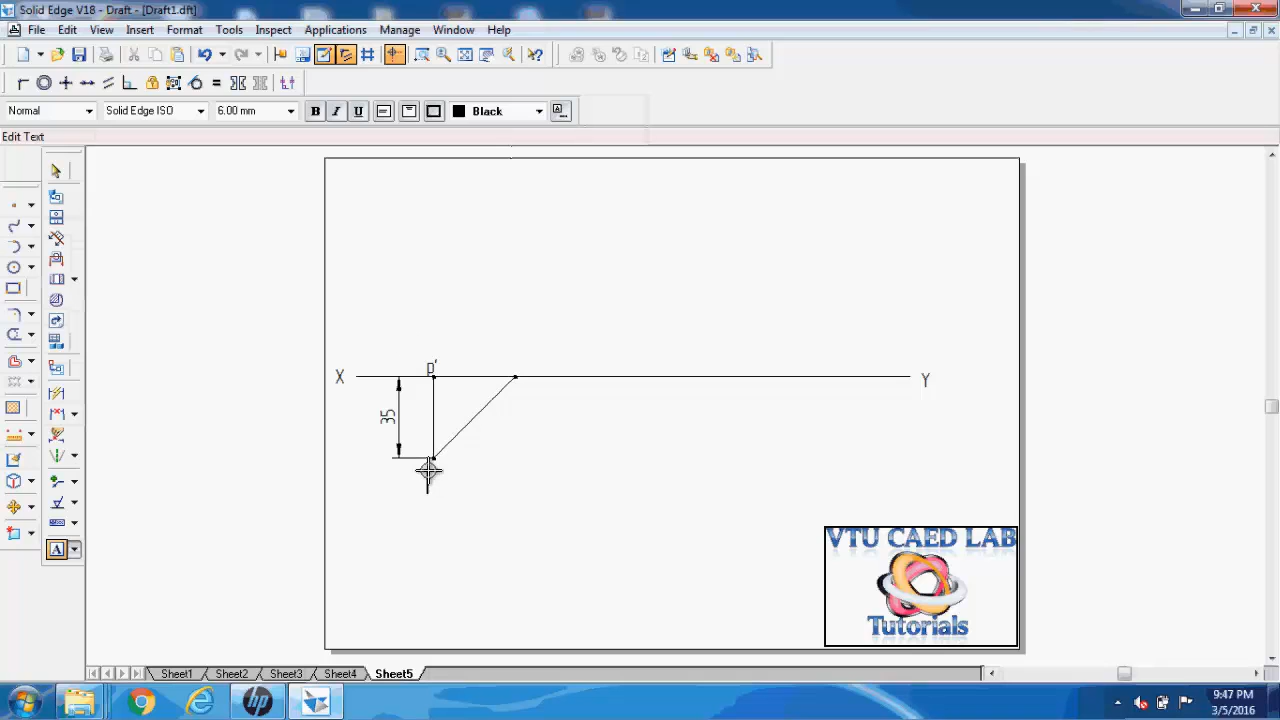 Solid Edge V18 - Draft - [Draft1.dft]
File Edit View Insert Format Tools Inspect Applications Manage Window Help
Normal Solid Edge ISO 6.00 mm B I U Black A
Edit Text
p'
X Y
35
A
VTU CAED LAB
Tutorials
Sheet1 Sheet2 Sheet3 Sheet4 Sheet5
hp
9:47 PM
3/5/2016